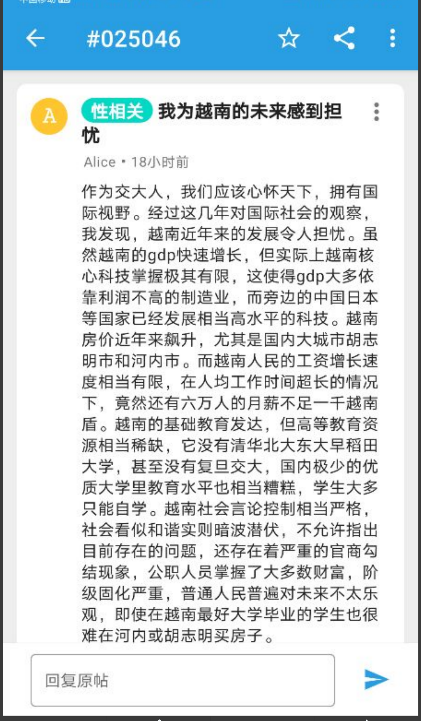 #025046
A
性相关 我为越南的未来感到担
忧
Alice • 18小时前
作为交大人，我们应该心怀天下，拥有国
际视野。经过这几年对国际社会的观察，
我发现，越南近年来的发展令人担忧。虽
然越南的gdp快速增长，但实际上越南核
心科技掌握极其有限，这使得gdp大多依
靠利润不高的制造业，而旁边的中国日本
等国家已经发展相当高水平的科技。越南
房价近年来飙升，尤其是国内大城市胡志
明市和河内市。而越南人民的工资增长速
度相当有限，在人均工作时间超长的情况
下，竟然还有六万人的月薪不足一千越南
盾。越南的基础教育发达，但高等教育资
源相当稀缺，它没有清华北大东大早稻田
大学，甚至没有复旦交大，国内极少的优
质大学里教育水平也相当糟糕，学生大多
只能自学。越南社会言论控制相当严格，
社会看似和谐实则暗波潜伏，不允许指出
目前存在的问题，还存在着严重的官商勾
结现象，公职人员掌握了大多数财富，阶
级固化严重，普通人民普遍对未来不太乐
观，即使在越南最好大学毕业的学生也很
难在河内或胡志明买房子。
回复原帖